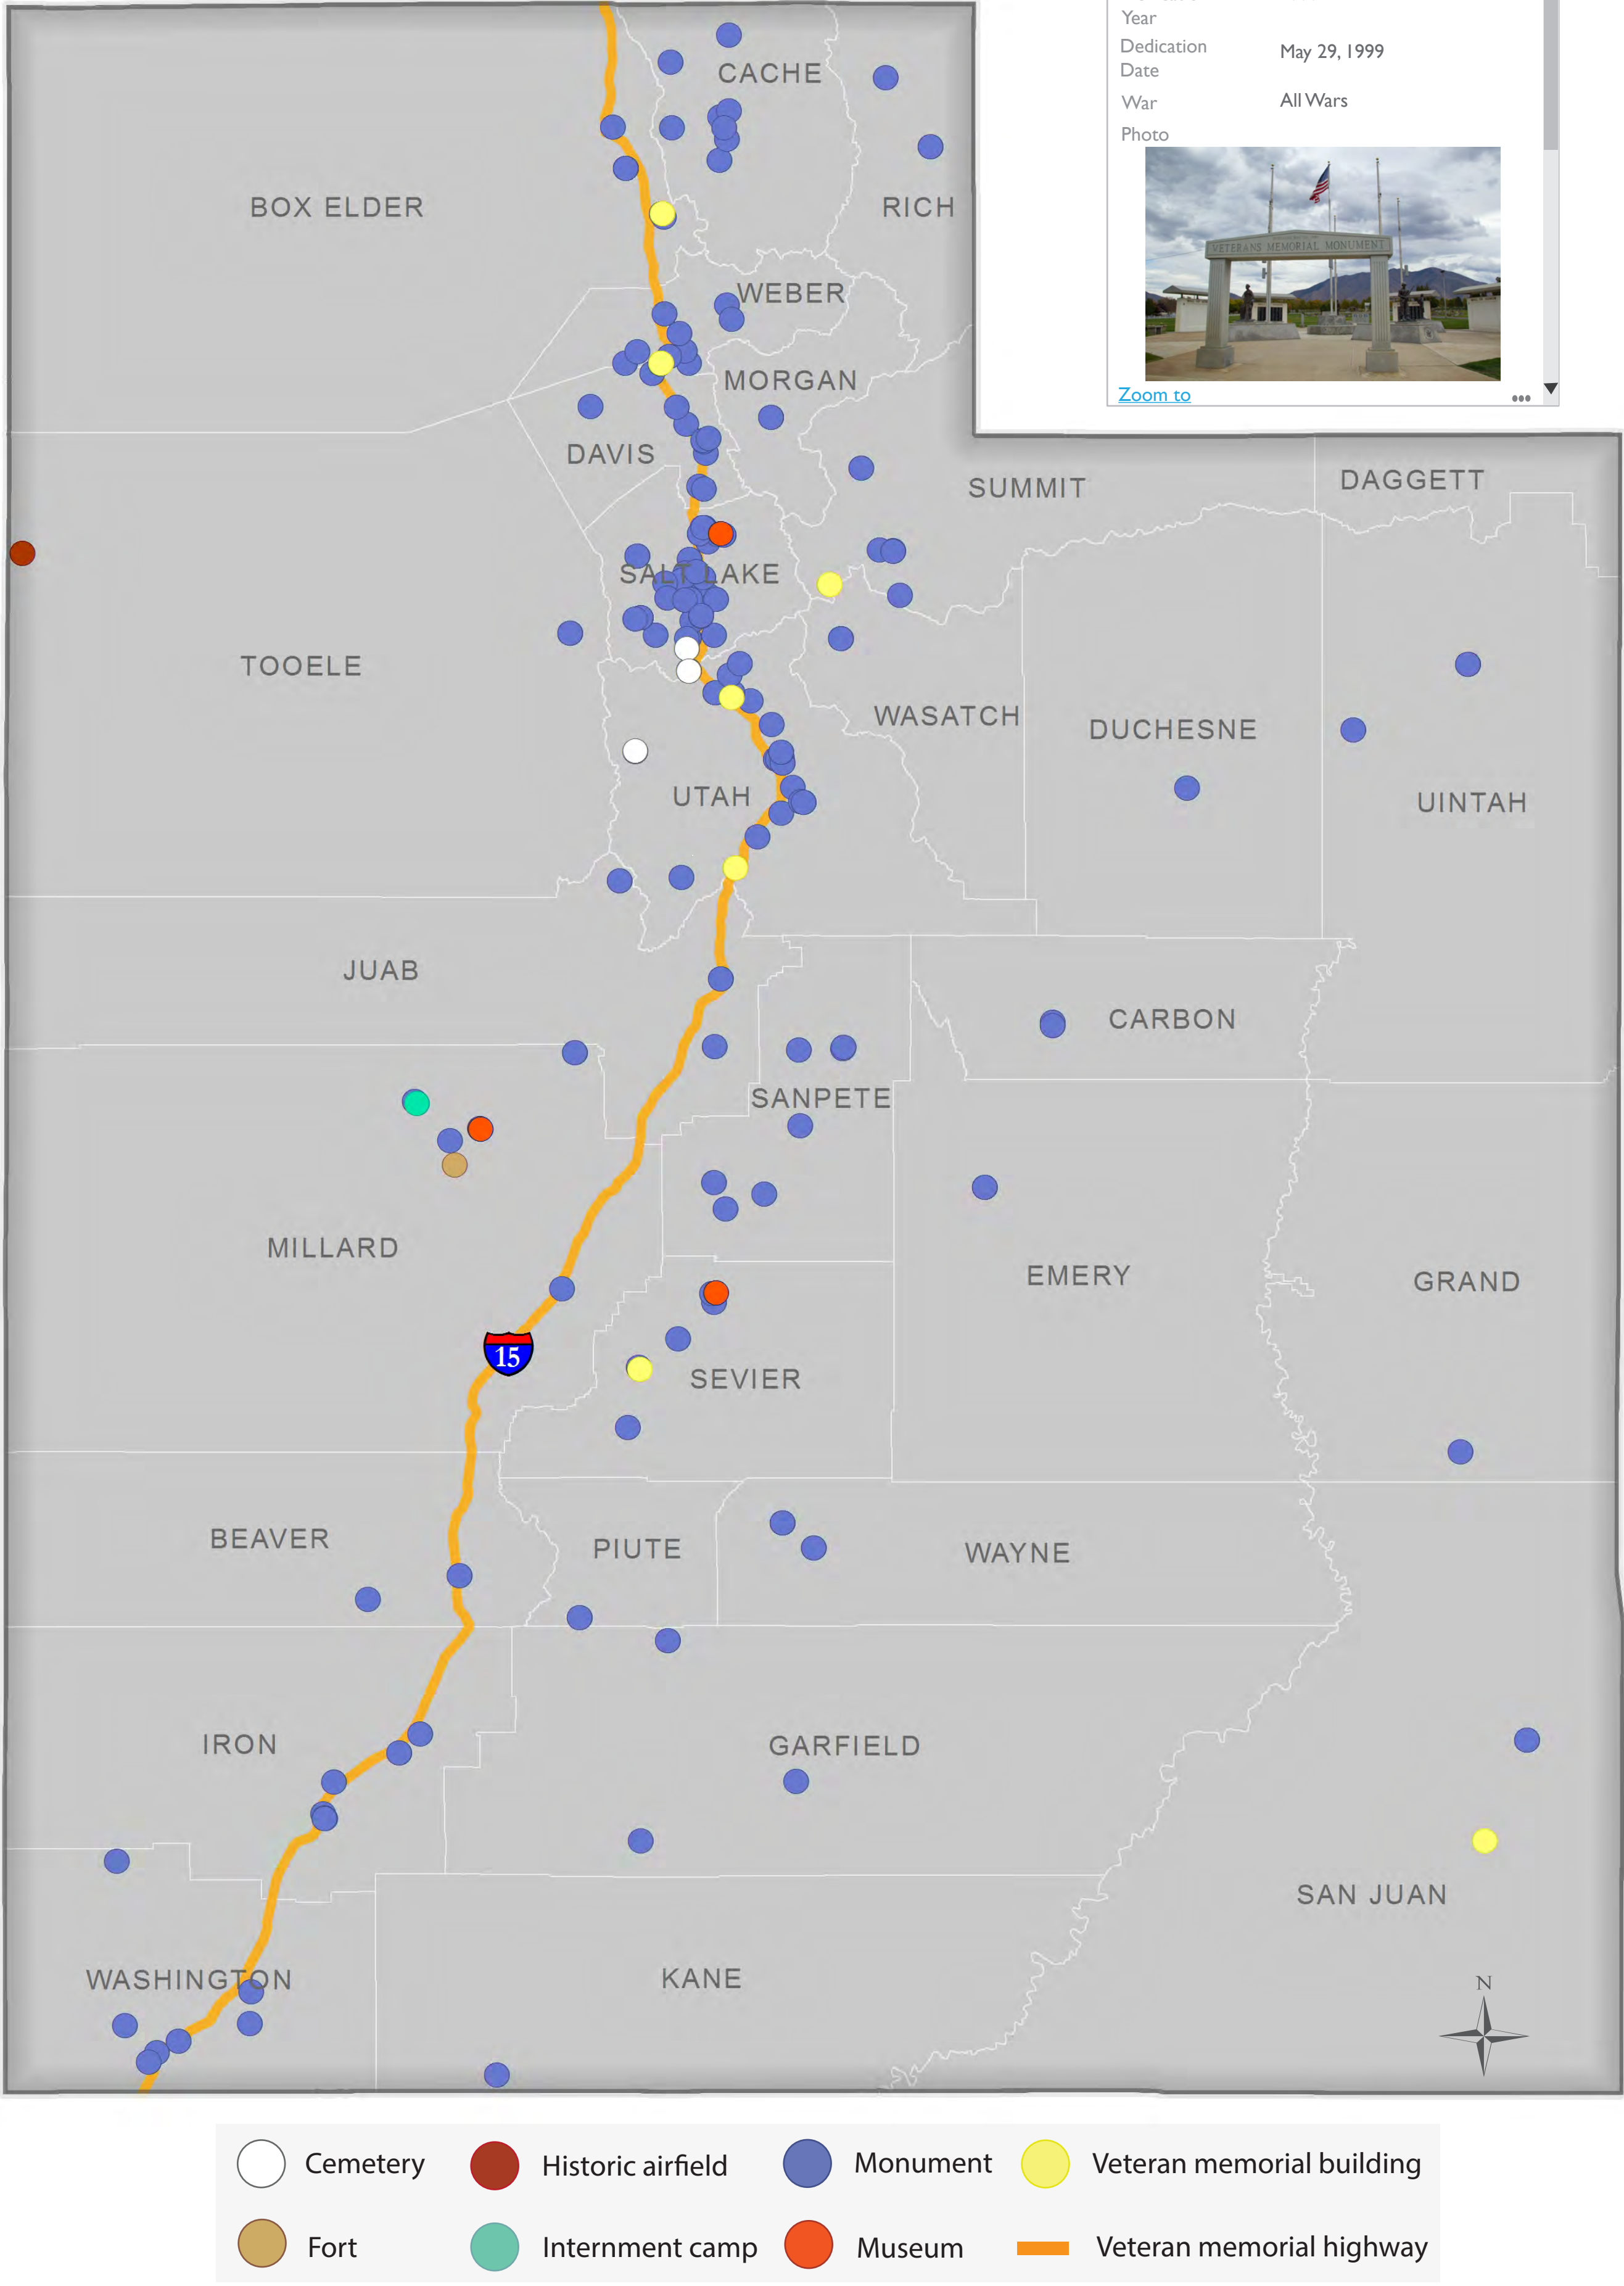 Year
Dedication
Date
May 29, 1999
War
All Wars
Photo
VETERANS MEMORIAL MONUMENT
Zoom to
CACHE
BOX ELDER
RICH
WEBER
MORGAN
DAVIS
SUMMIT
DAGGETT
SALT LAKE
TOOELE
WASATCH
DUCHESNE
UTAH
UINTAH
JUAB
CARBON
SANPETE
MILLARD
EMERY
GRAND
15
SEVIER
BEAVER
PIUTE
WAYNE
IRON
GARFIELD
SAN JUAN
WASHINGTON
KANE
N
Cemetery
Historic airfield
Monument
Veteran memorial building
Fort
Internment camp
Museum
Veteran memorial highway